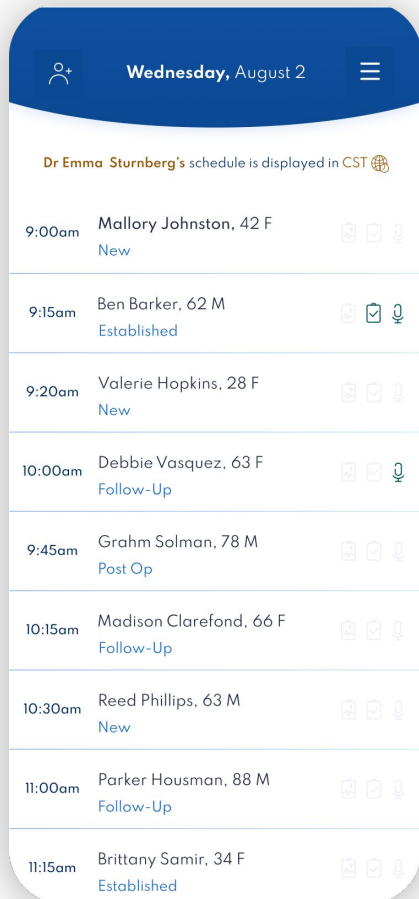 Wednesday, August 2
Dr Emma Sturnberg's schedule is displayed in CST
9:00am Mallory Johnston, 42 F
New
9:15am Ben Barker, 62 M
Established
9:20am Valerie Hopkins, 28 F
New
10:00am Debbie Vasquez, 63 F
Follow-Up
9:45am Grahm Solman, 78 M
Post Op
10:15am Madison Clarefond, 66 F
Follow-Up
10:30am Reed Phillips, 63 M
New
11:00am Parker Housman, 88 M
Follow-Up
11:15am Brittany Samir, 34 F
Established